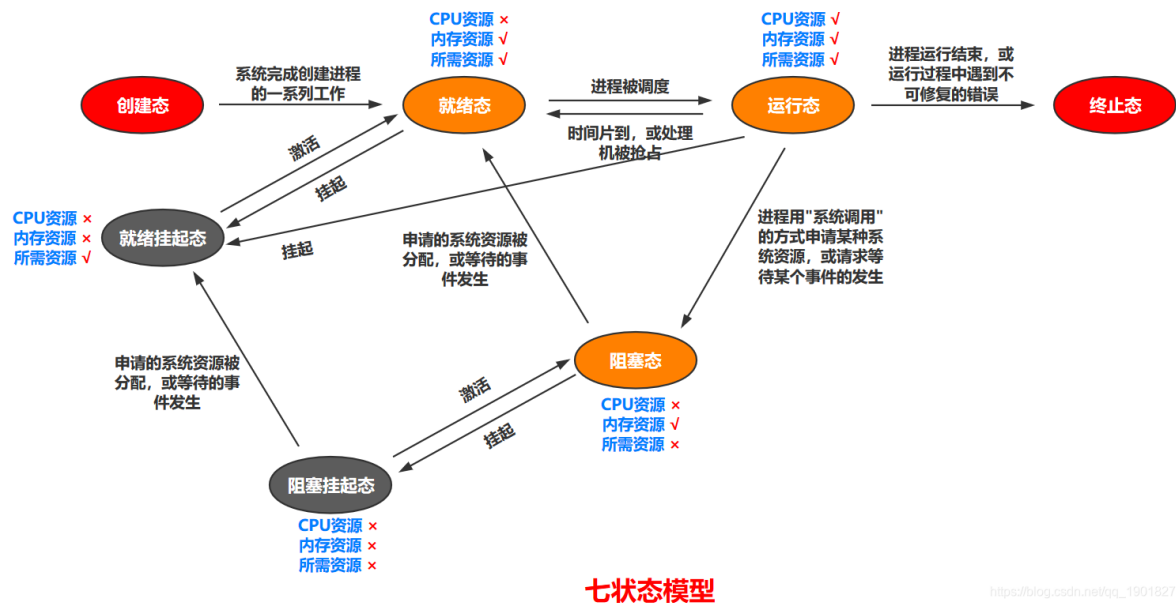 CPU资源 ×
内存资源 √
所需资源 √
CPU资源 √
内存资源 √
所需资源 √
创建态
系统完成创建进程
的一系列工作
就绪态
进程被调度
时间片到，或处理
机被抢占
运行态
进程运行结束，或
运行过程中遇到不
可修复的错误
终止态
激活
挂起
CPU资源 ×
内存资源 ×
所需资源 √
就绪挂起态
挂起
申请的系统资源被
分配，或等待的事
件发生
进程用"系统调用"
的方式申请某种系
统资源，或请求等
待某个事件的发生
申请的系统资源被
分配，或等待的事
件发生
激活
挂起
阻塞态
CPU资源 ×
内存资源 √
所需资源 ×
阻塞挂起态
CPU资源 ×
内存资源 ×
所需资源 ×
七状态模型
https://blog.csdn.net/qq_1901827